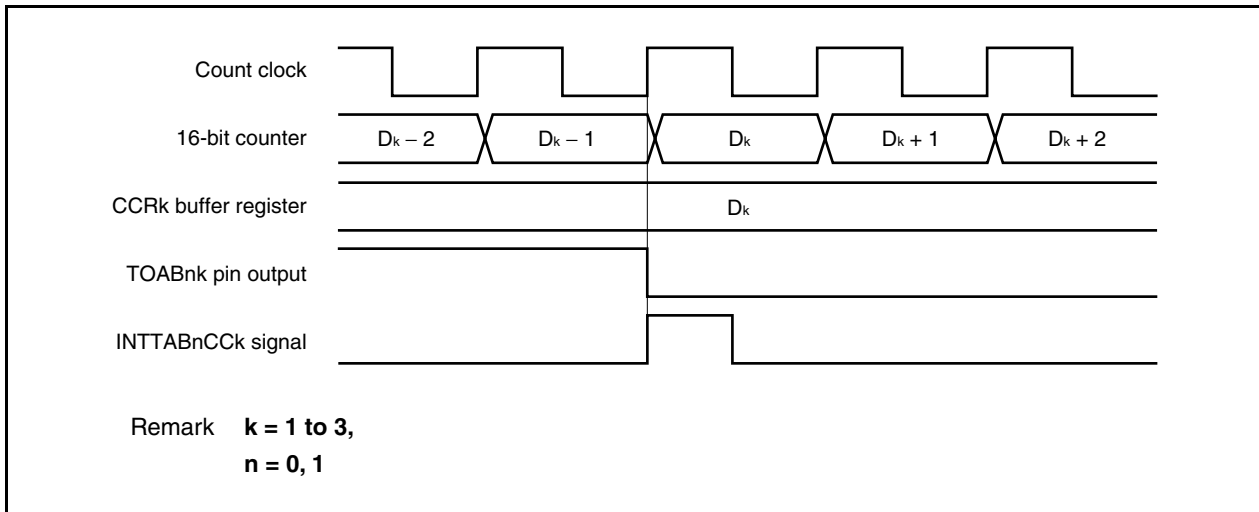 Count clock
16-bit counter Dk − 2 Dk − 1 Dk Dk + 1 Dk + 2
CCRk buffer register Dk
TOABnk pin output
INTTABnCCk signal
Remark k = 1 to 3,
n = 0, 1